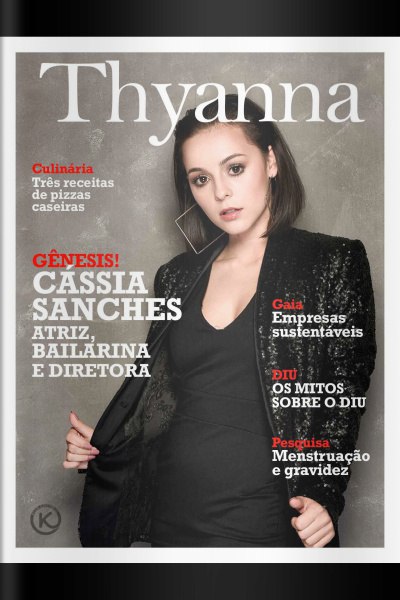 Thyanna
Culinária
Três receitas
de pizzas
caseiras
GÊNESIS!
CÁSSIA
SANCHES
ATRIZ,
BAILARINA
E DIRETORA
Gaia
Empresas
sustentáveis
DIU
OS MITOS
SOBRE O DIU
Pesquisa
Menstruação
e gravidez
K